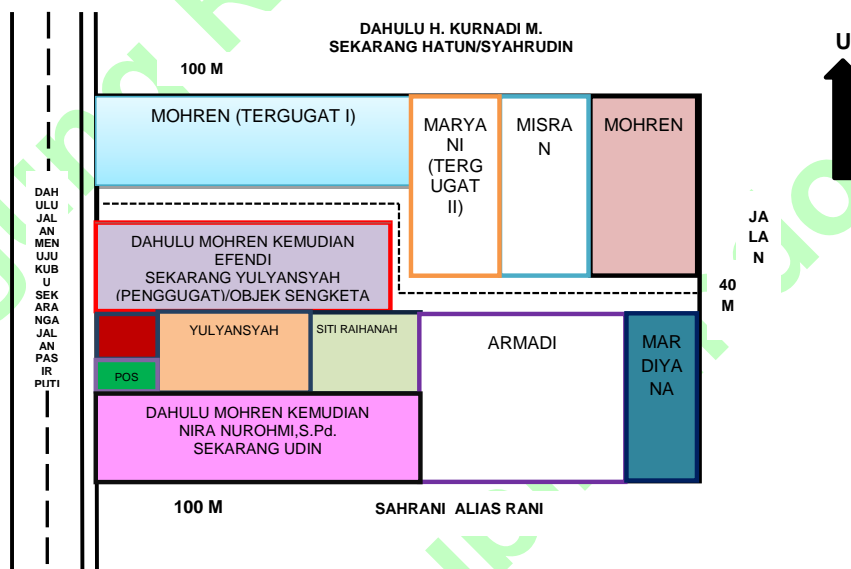 DAHULU H. KURNADI M.
SEKARANG HATUN/SYAHRUDIN
U
100 M
MOHREN (TERGUGAT I)
MARYA
NI
(TERG
UGAT
II)
MISRA
N
MOHREN
DAH
ULU
JAL
AN
MEN
UJU
KUB
U
SEK
ARA
NGA
JAL
AN
PAS
IR
PUTI
JA
LA
N
DAHULU MOHREN KEMUDIAN
EFENDI
SEKARANG YULYANSYAH
(PENGGUGAT)/OBJEK SENGKETA
40
M
YULYANSYAH
SITI RAIHANAH
ARMADI
MAR
DIYA
NA
POS
DAHULU MOHREN KEMUDIAN
NIRA NUROHMI,S.Pd.
SEKARANG UDIN
100 M
SAHRANI ALIAS RANI